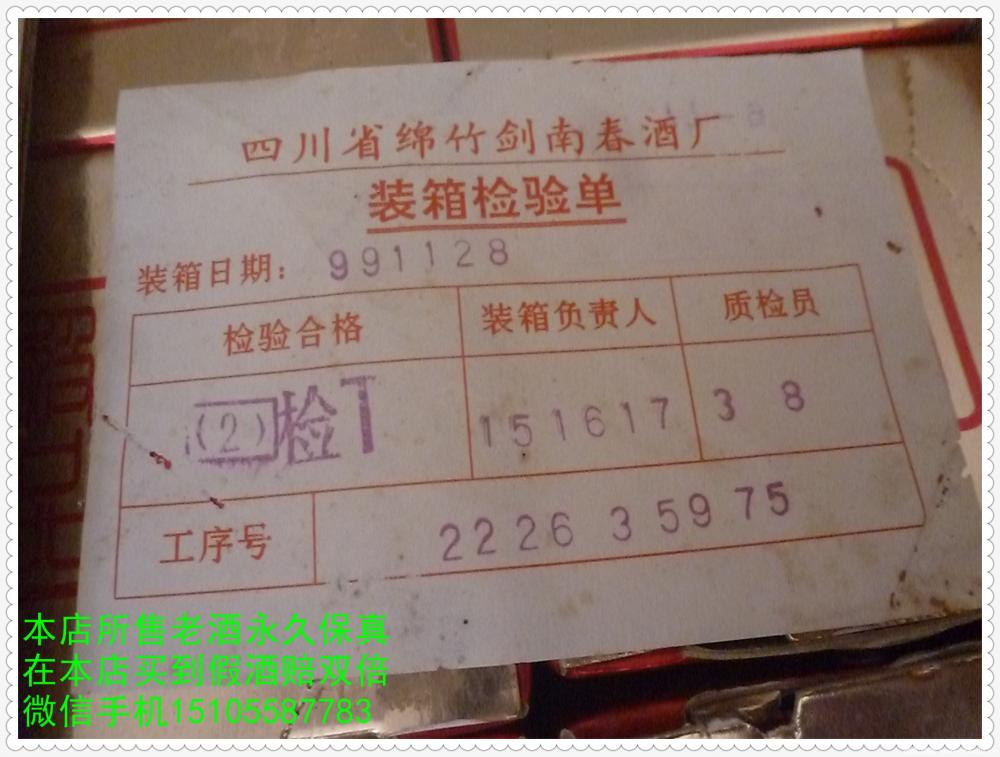 四川省绵竹剑南春酒厂
装箱检验单
装箱日期： 991128
检验合格 装箱负责人 质检员
(2)检T 151617 3 8
工序号 2226 3 59 75
本店所售老酒永久保真
在本店买到假酒赔双倍
微信手机15105587783